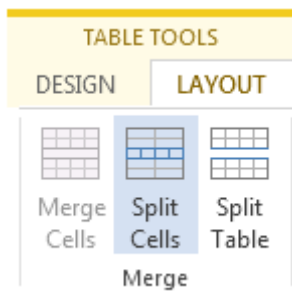 TABLE TOOLS
DESIGN LAYOUT
Merge Split Split
Cells Cells Table
Merge